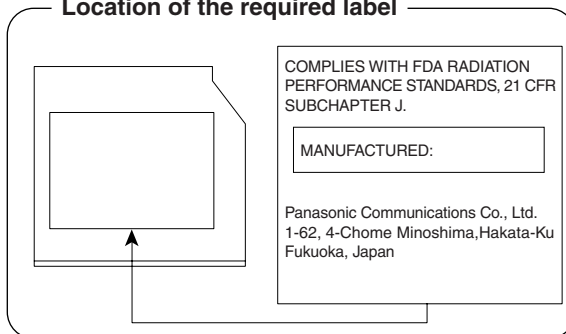 Location of the required label
COMPLIES WITH FDA RADIATION
PERFORMANCE STANDARDS, 21 CFR
SUBCHAPTER J.
MANUFACTURED:
Panasonic Communications Co., Ltd.
1-62, 4-Chome Minoshima,Hakata-Ku
Fukuoka, Japan